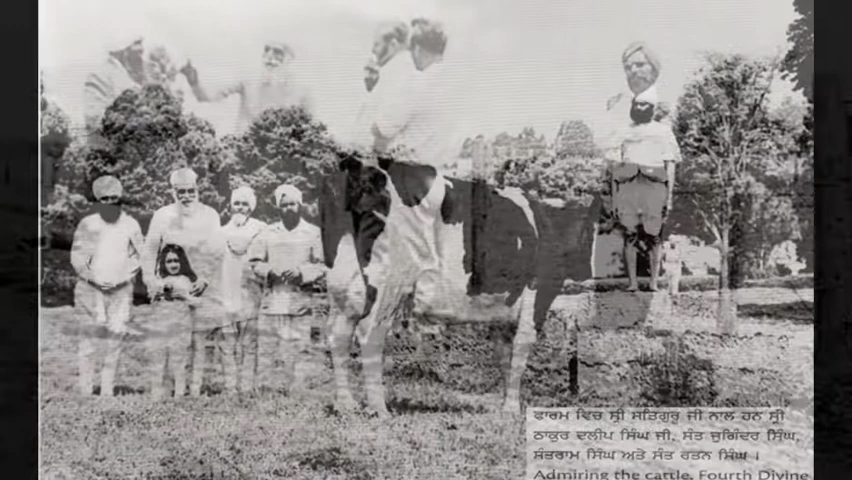 ਫਾਰਮ ਵਿਚ ਸ੍ਰੀ ਸਤਿਗੁਰੂ ਜੀ ਨਾਲ ਹਨ ਸ੍ਰੀ
ਠਾਕੁਰ ਦਲੀਪ ਸਿੰਘ ਜੀ, ਸੰਤ ਜੁਗਿੰਦਰ ਸਿੰਘ,
ਸੰਤਰਾਮ ਸਿੰਘ ਅਤੇ ਸੰਤ ਰਤਨ ਸਿੰਘ ।
Admiring the cattle, Fourth Divine